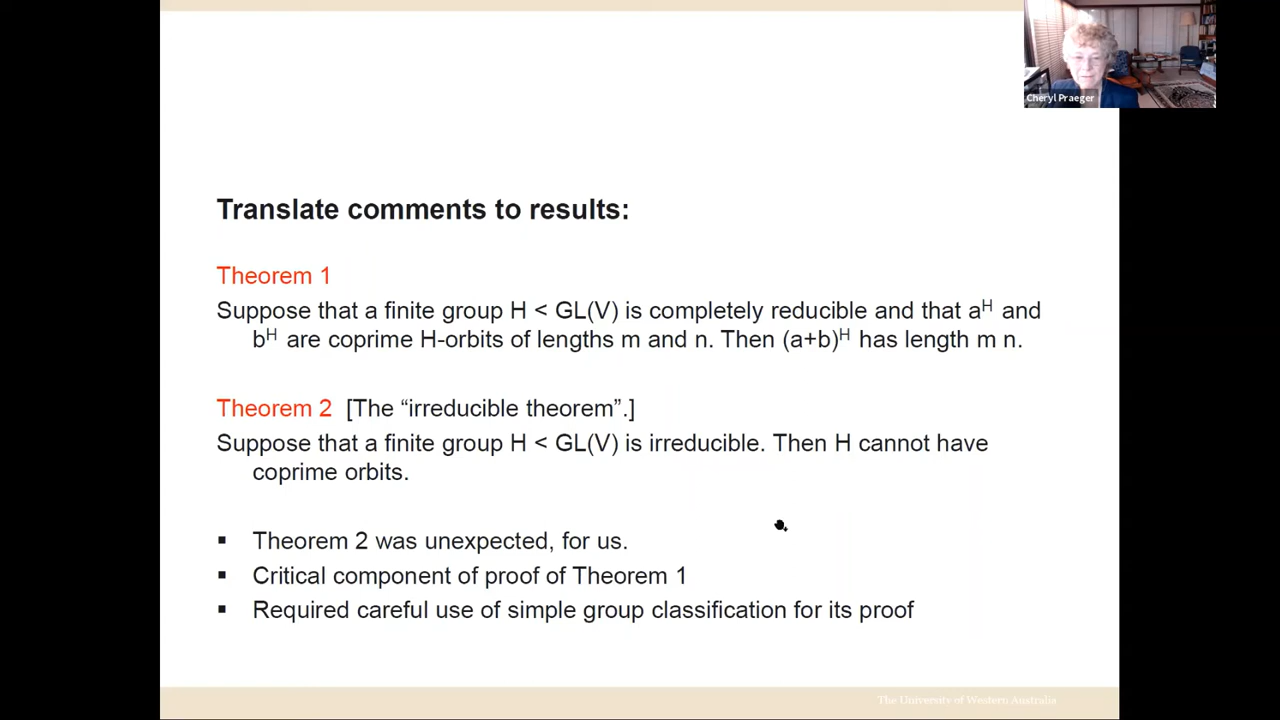 Cheryl Praeger
Translate comments to results:
Theorem 1
Suppose that a finite group H < GL(V) is completely reducible and that aᴴ and
bᴴ are coprime H-orbits of lengths m and n. Then (a+b)ᴴ has length m n.
Theorem 2 [The “irreducible theorem”.]
Suppose that a finite group H < GL(V) is irreducible. Then H cannot have
coprime orbits.
▪ Theorem 2 was unexpected, for us.
▪ Critical component of proof of Theorem 1
▪ Required careful use of simple group classification for its proof
The University of Western Australia